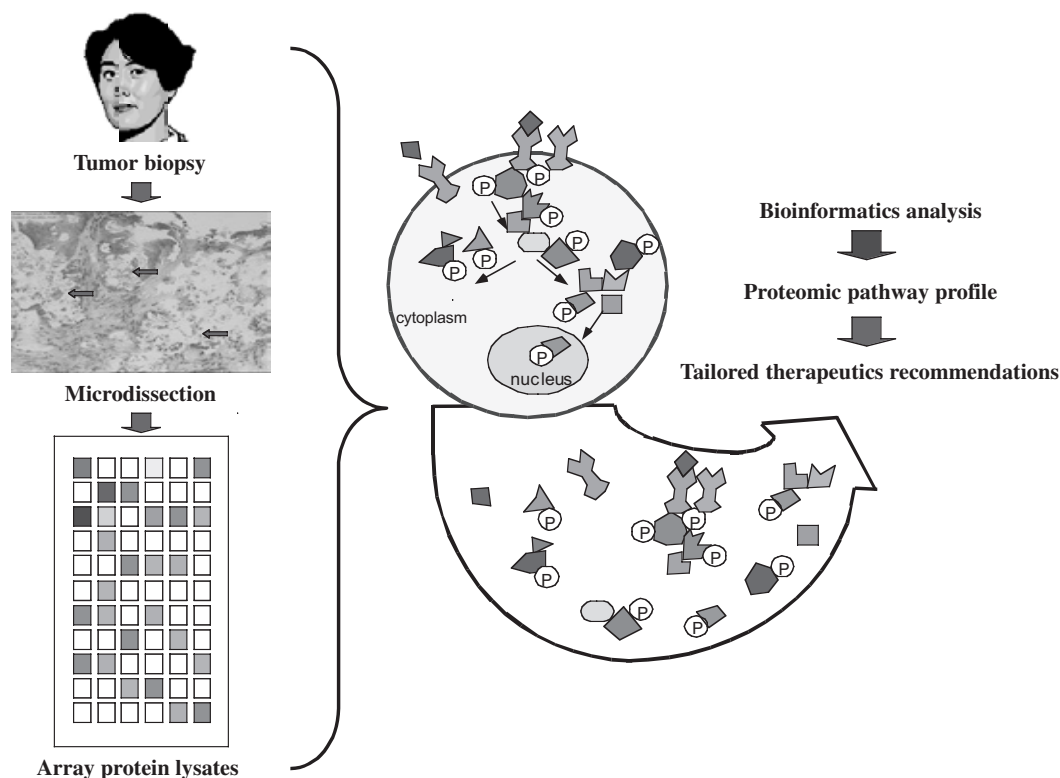 Tumor biopsy
Microdissection
Array protein lysates
P
P
P
P
P
P
P
P
cytoplasm
P
nucleus
Bioinformatics analysis
Proteomic pathway profile
Tailored therapeutics recommendations
P
P
P
P
P
P
P
P
P